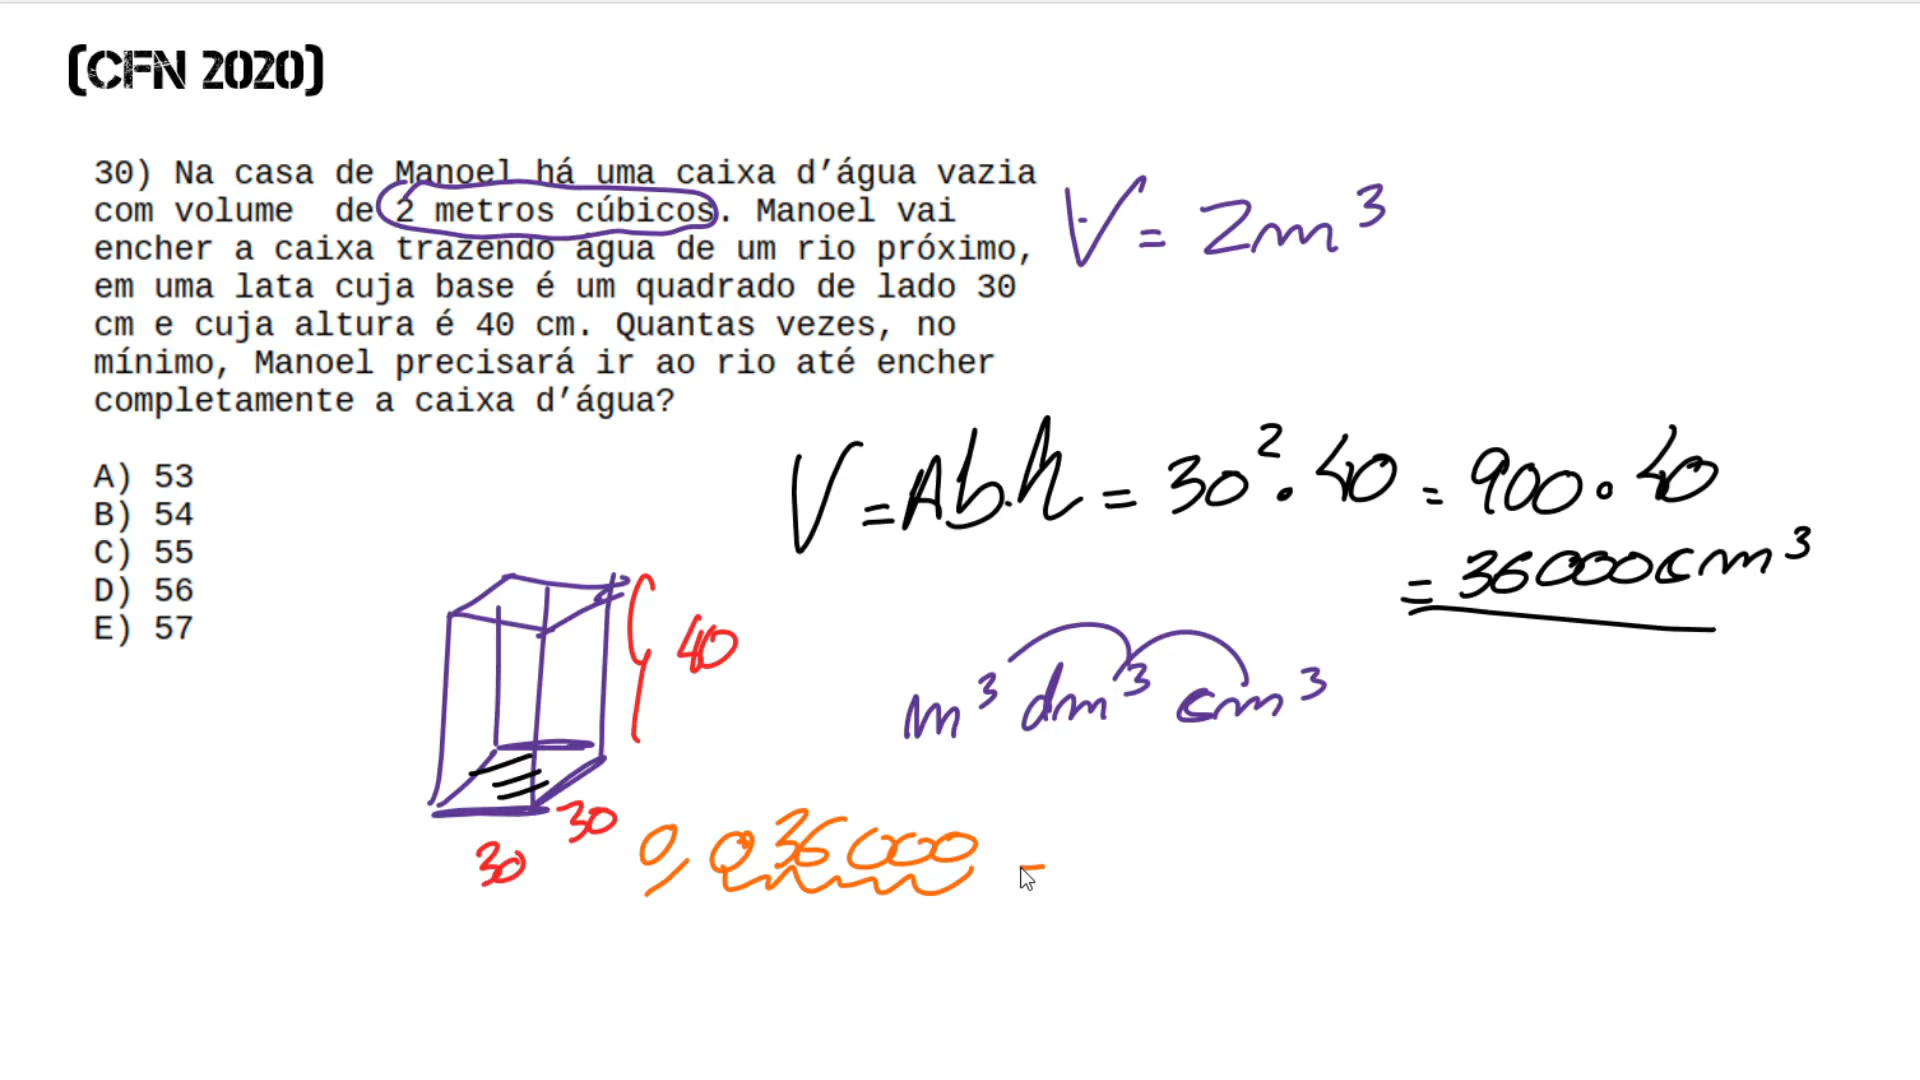 (CFN 2020)
30) Na casa de Manoel há uma caixa d’água vazia
com volume de 2 metros cúbicos. Manoel vai
encher a caixa trazendo água de um rio próximo,
em uma lata cuja base é um quadrado de lado 30
cm e cuja altura é 40 cm. Quantas vezes, no
mínimo, Manoel precisará ir ao rio até encher
completamente a caixa d’água?
A) 53
B) 54
C) 55
D) 56
E) 57
V = 2m³
V = Ab.h = 30².40 = 900.40
= 36000cm³
40
m³ dm³ cm³
30
30
0,036000 -